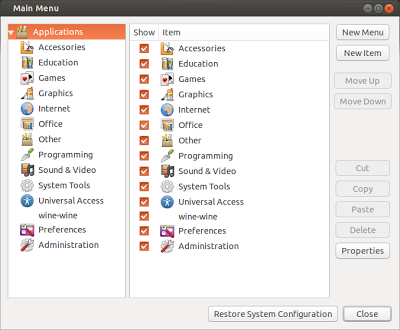 Main Menu
Applications
Accessories
Education
Games
Graphics
Internet
Office
Other
Programming
Sound & Video
System Tools
Universal Access
wine-wine
Preferences
Administration
Show Item
Accessories
Education
Games
Graphics
Internet
Office
Other
Programming
Sound & Video
System Tools
Universal Access
wine-wine
Preferences
Administration
New Menu
New Item
Move Up
Move Down
Cut
Copy
Paste
Delete
Properties
Restore System Configuration
Close